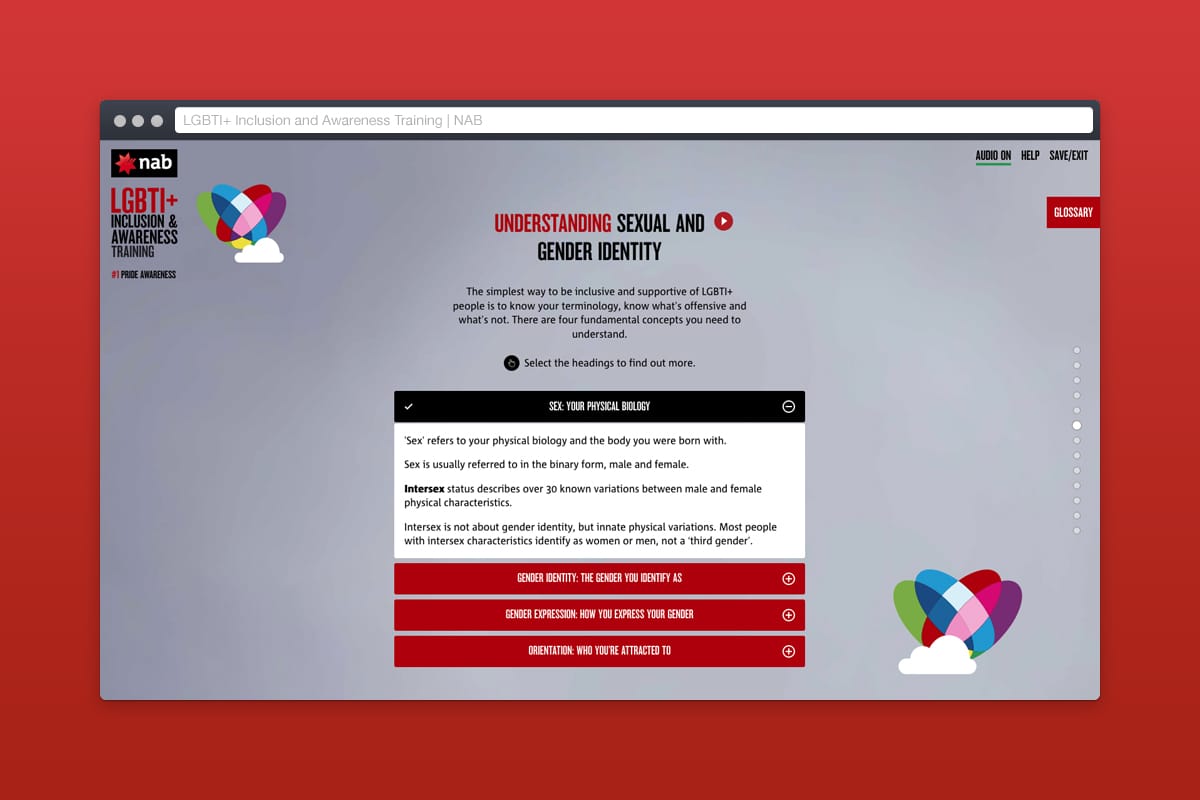 LGBTI+ Inclusion and Awareness Training | NAB
nab
LGBTI+
INCLUSION &
AWARENESS
TRAINING
#1 PRIDE AWARENESS
AUDIO ON HELP SAVE/EXIT
GLOSSARY
UNDERSTANDING SEXUAL AND
GENDER IDENTITY
The simplest way to be inclusive and supportive of LGBTI+
people is to know your terminology, know what's offensive and
what's not. There are four fundamental concepts you need to
understand.
Select the headings to find out more.
SEX: YOUR PHYSICAL BIOLOGY
'Sex' refers to your physical biology and the body you were born with.
Sex is usually referred to in the binary form, male and female.
Intersex status describes over 30 known variations between male and female
physical characteristics.
Intersex is not about gender identity, but innate physical variations. Most people
with intersex characteristics identify as women or men, not a 'third gender'.
GENDER IDENTITY: THE GENDER YOU IDENTIFY AS
GENDER EXPRESSION: HOW YOU EXPRESS YOUR GENDER
ORIENTATION: WHO YOU'RE ATTRACTED TO